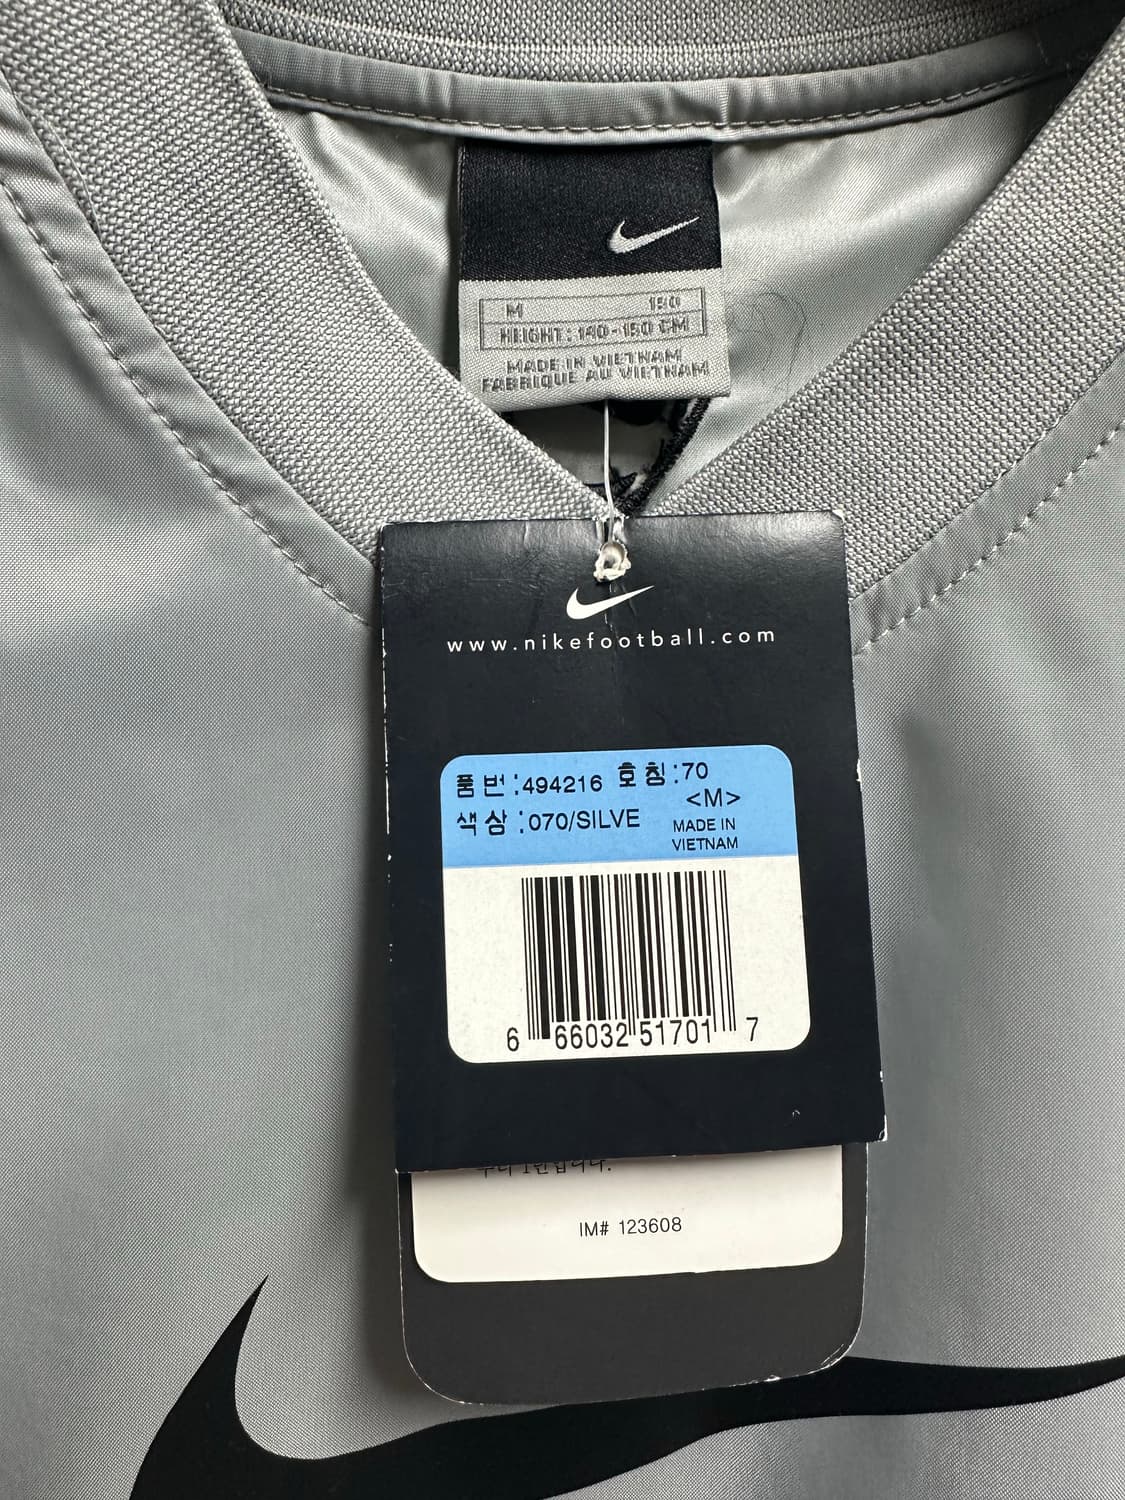 M 150
HEIGHT: 140-150 CM
MADE IN VIETNAM
FABRIQUE AU VIETNAM
www.nikefootball.com
품번:494216 호칭:70
<M>
색상:070/SILVE
MADE IN
VIETNAM
6 66032 51701 7
IM# 123608